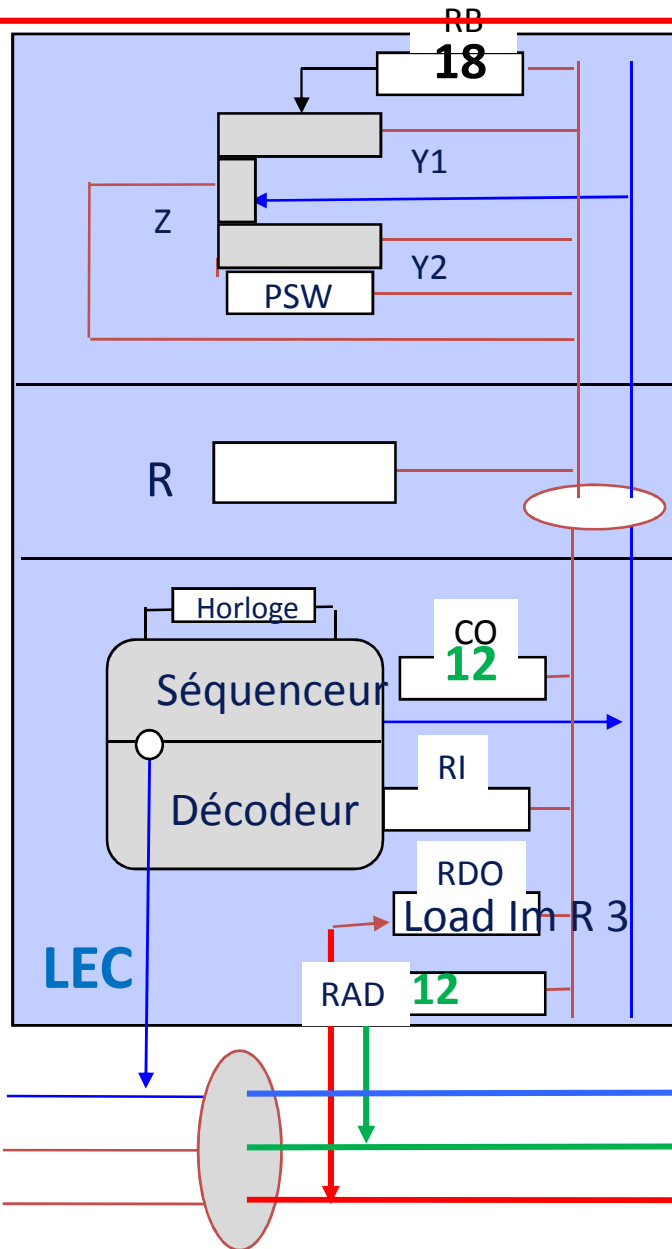 RB
18
Y1
Z
Y2
PSW
R
Horloge
CO
12
Séquenceur
RI
Décodeur
RDO
Load Im R 3
LEC
RAD
12